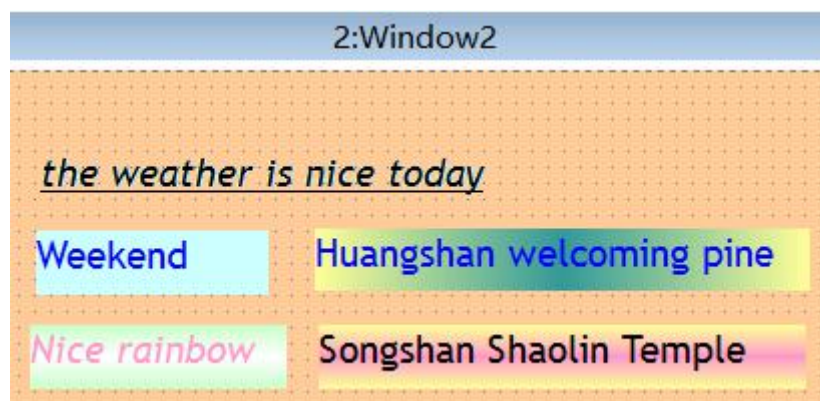 2:Window2
the weather is nice today
Weekend
Huangshan welcoming pine
Nice rainbow
Songshan Shaolin Temple